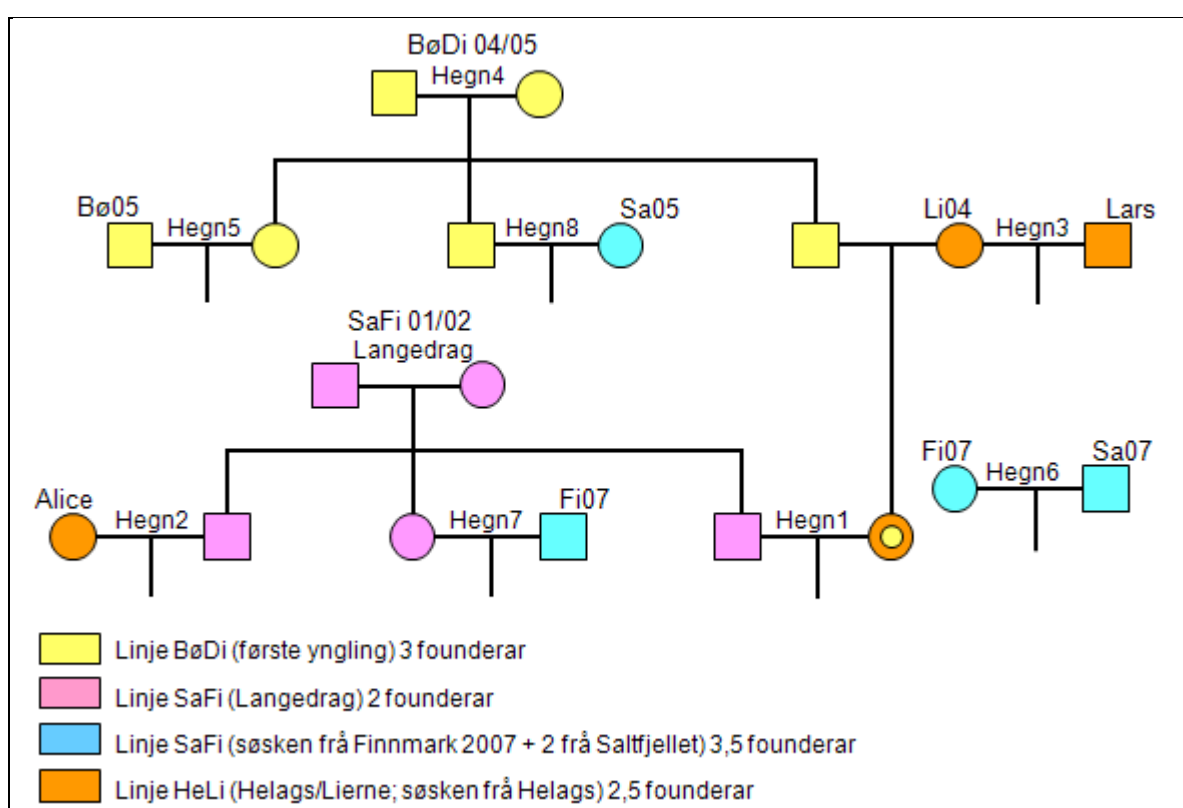 BøDi 04/05
Hegn4
Bø05
Hegn5
Hegn8
Sa05
Li04
Hegn3
Lars
SaFi 01/02
Langedrag
Alice
Hegn2
Hegn7
Fi07
Hegn1
Fi07
Hegn6
Sa07
Linje BøDi (første yngling) 3 founderar
Linje SaFi (Langedrag) 2 founderar
Linje SaFi (søsken frå Finnmark 2007 + 2 frå Saltfjellet) 3,5 founderar
Linje HeLi (Helags/Lierne; søsken frå Helags) 2,5 founderar